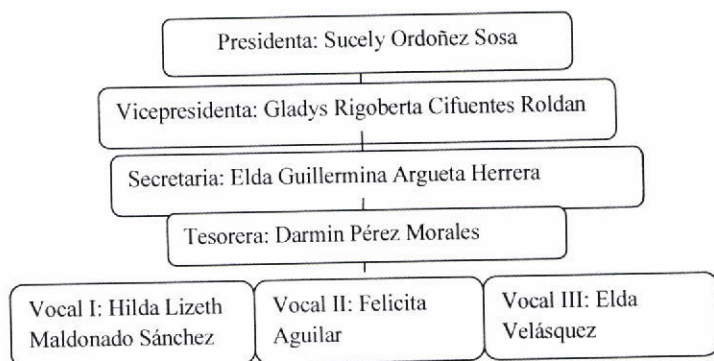 Presidenta: Sucely Ordoñez Sosa
Vicepresidenta: Gladys Rigoberta Cifuentes Roldan
Secretaria: Elda Guillermina Argueta Herrera
Tesorera: Darmin Pérez Morales
Vocal I: Hilda Lizeth
Maldonado Sánchez
Vocal II: Felicita
Aguilar
Vocal III: Elda
Velásquez